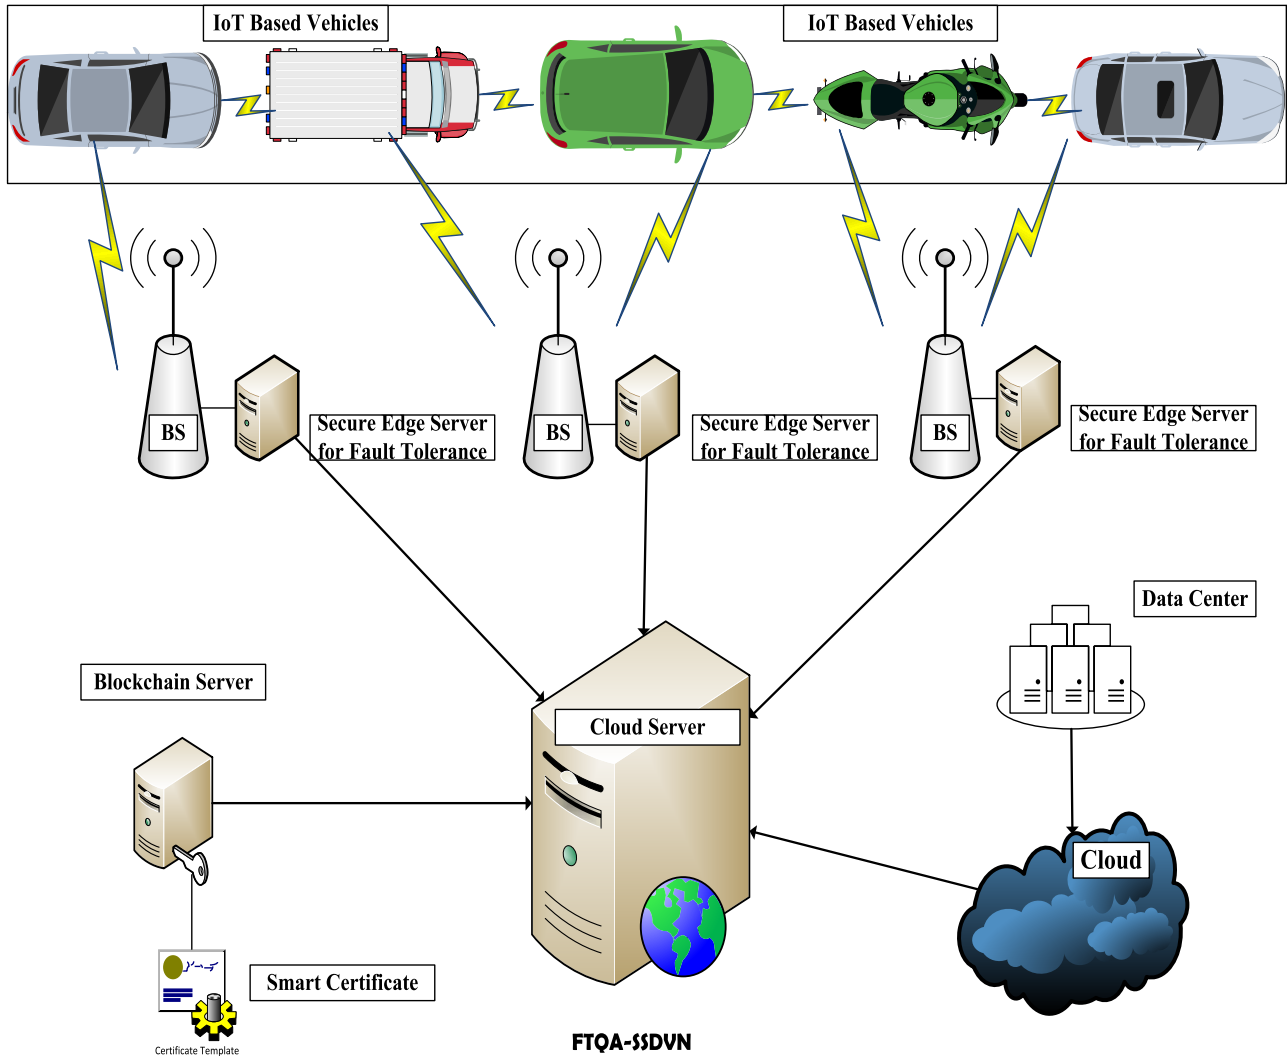 IoT Based Vehicles
IoT Based Vehicles
BS
Secure Edge Server
for Fault Tolerance
BS
Secure Edge Server
for Fault Tolerance
BS
Secure Edge Server
for Fault Tolerance
Data Center
Blockchain Server
Cloud Server
Cloud
Smart Certificate
Certificate Template
FTQA-SSDVN